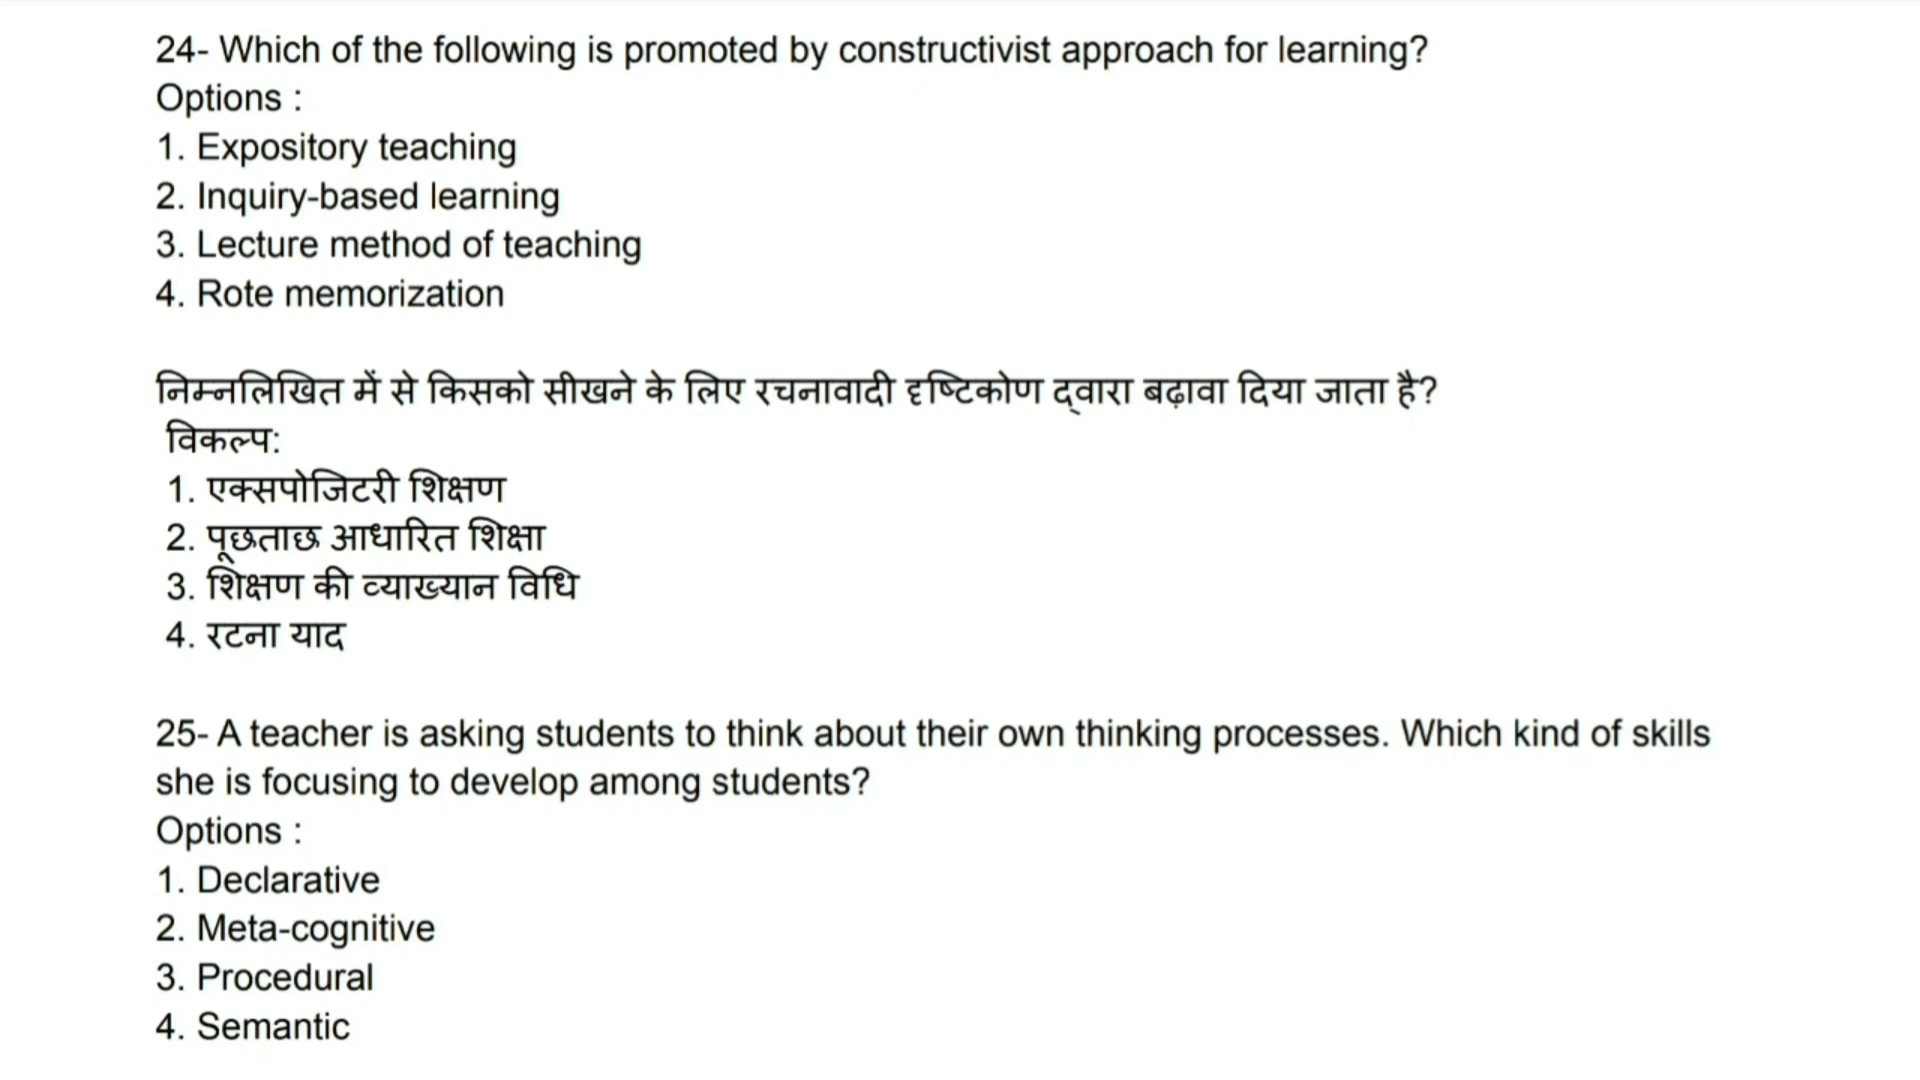 24- Which of the following is promoted by constructivist approach for learning?
Options :
1. Expository teaching
2. Inquiry-based learning
3. Lecture method of teaching
4. Rote memorization
निम्नलिखित में से किसको सीखने के लिए रचनावादी दृष्टिकोण द्वारा बढ़ावा दिया जाता है?
विकल्प:
1. एक्सपोजिटरी शिक्षण
2. पूछताछ आधारित शिक्षा
3. शिक्षण की व्याख्यान विधि
4. रटना याद
25- A teacher is asking students to think about their own thinking processes. Which kind of skills
she is focusing to develop among students?
Options :
1. Declarative
2. Meta-cognitive
3. Procedural
4. Semantic